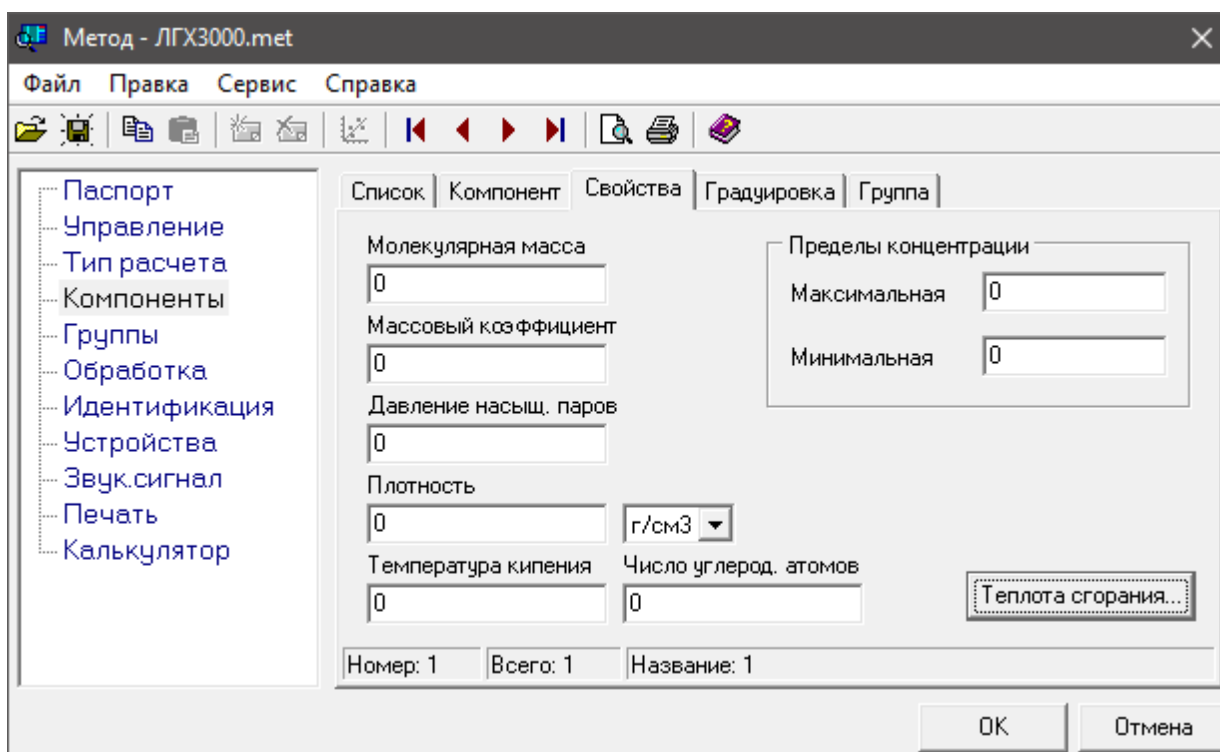 Метод - ЛГХ3000.met
Файл Правка Сервис Справка
Паспорт
Управление
Тип расчета
Компоненты
Группы
Обработка
Идентификация
Устройства
Звук.сигнал
Печать
Калькулятор
Список Компонент Свойства Градуировка Группа
Молекулярная масса
0
Массовый коэффициент
0
Давление насыщ. паров
0
Плотность
0 г/см3
Температура кипения Число углерод. атомов
0 0
Пределы концентрации
Максимальная 0
Минимальная 0
Теплота сгорания...
Номер: 1 Всего: 1 Название: 1
OK Отмена